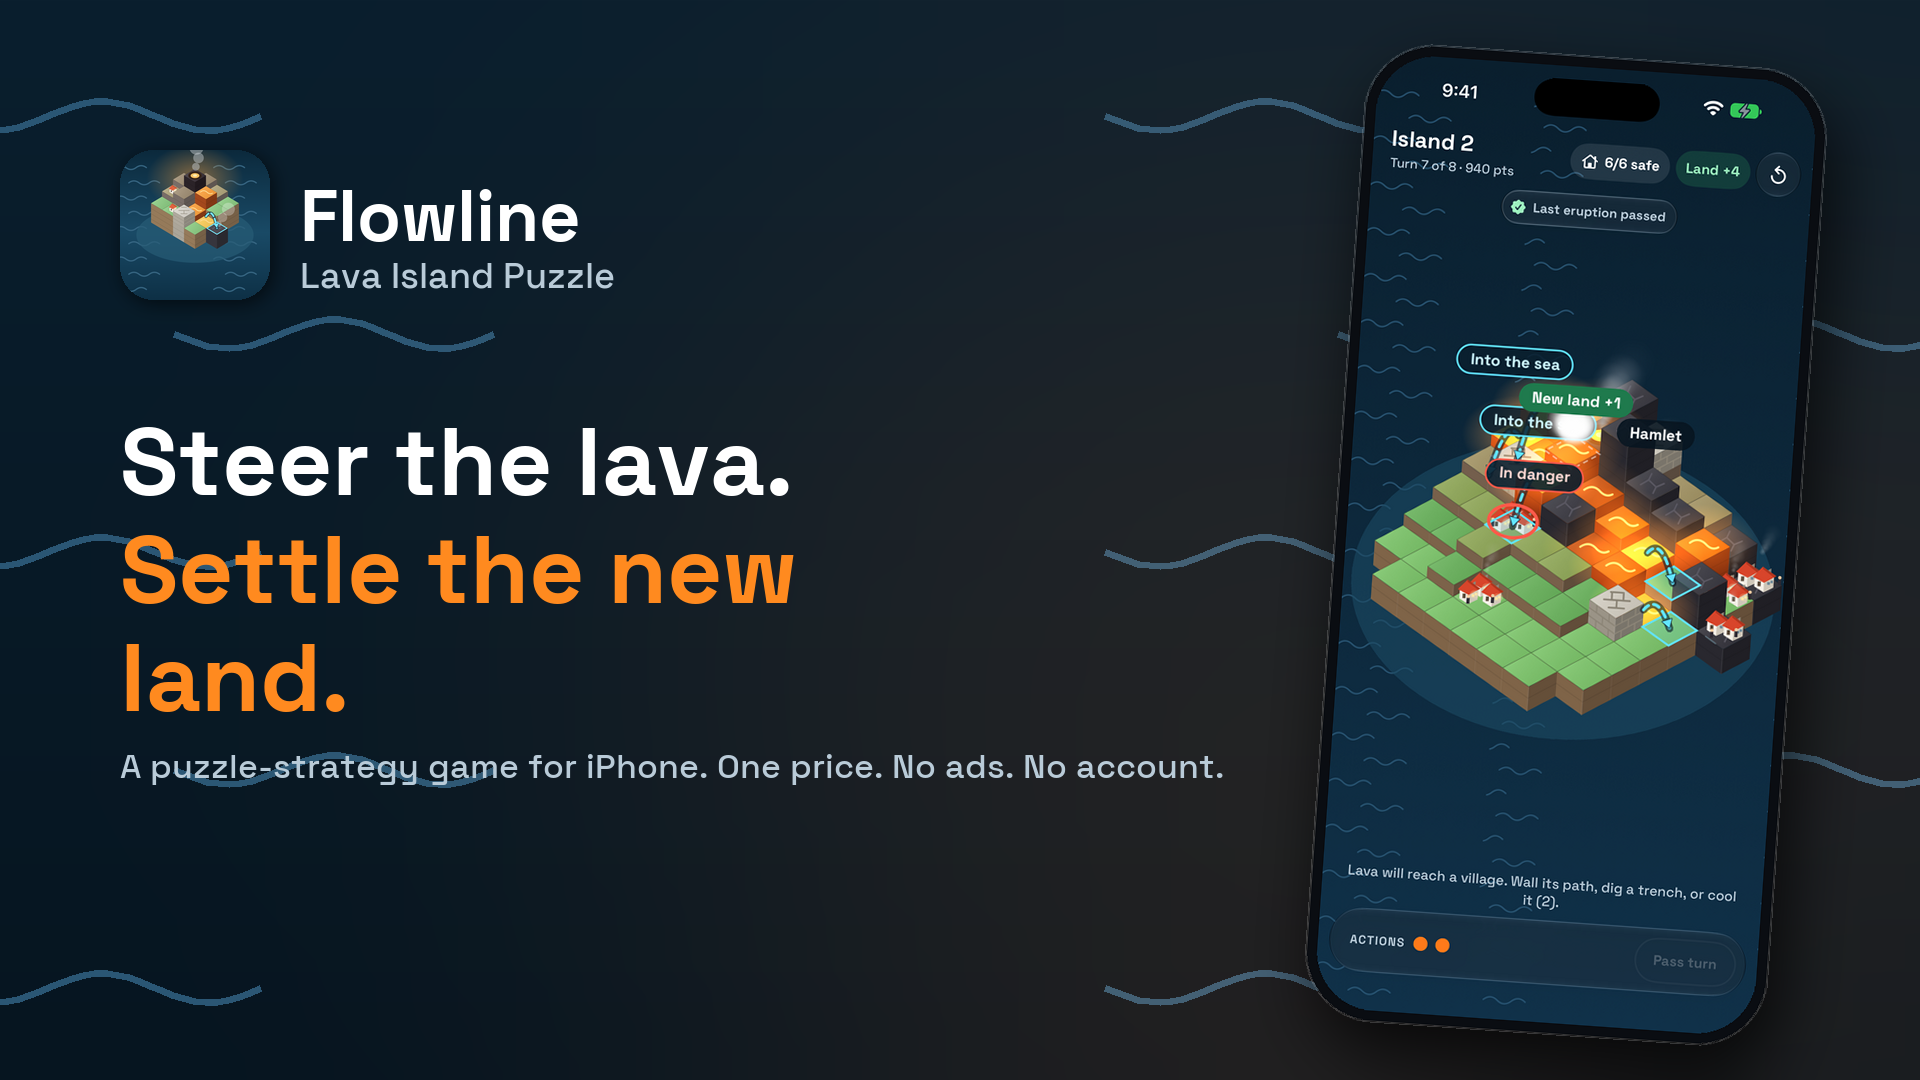 Flowline
Lava Island Puzzle
Steer the lava.
Settle the new
land.
A puzzle-strategy game for iPhone. One price. No ads. No account.
9:41
Island 2
Turn 7 of 8 · 940 pts
6/6 safe
Land +4
Last eruption passed
Into the sea
New land +1
Into the
Hamlet
In danger
Lava will reach a village. Wall its path, dig a trench, or cool
it (2).
ACTIONS
Pass turn